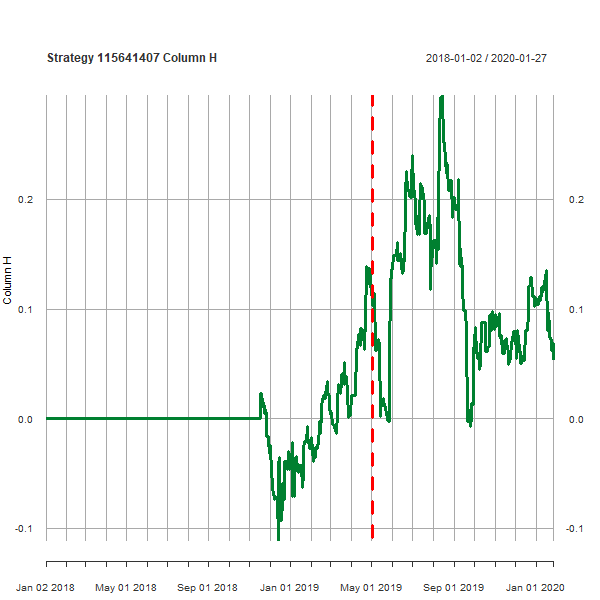 Strategy 115641407 Column H 2018-01-02 / 2020-01-27
0.2 0.2
0.1 0.1
Column H
0.0 0.0
-0.1 -0.1
Jan 02 2018 May 01 2018 Sep 01 2018 Jan 01 2019 May 01 2019 Sep 01 2019 Jan 01 2020